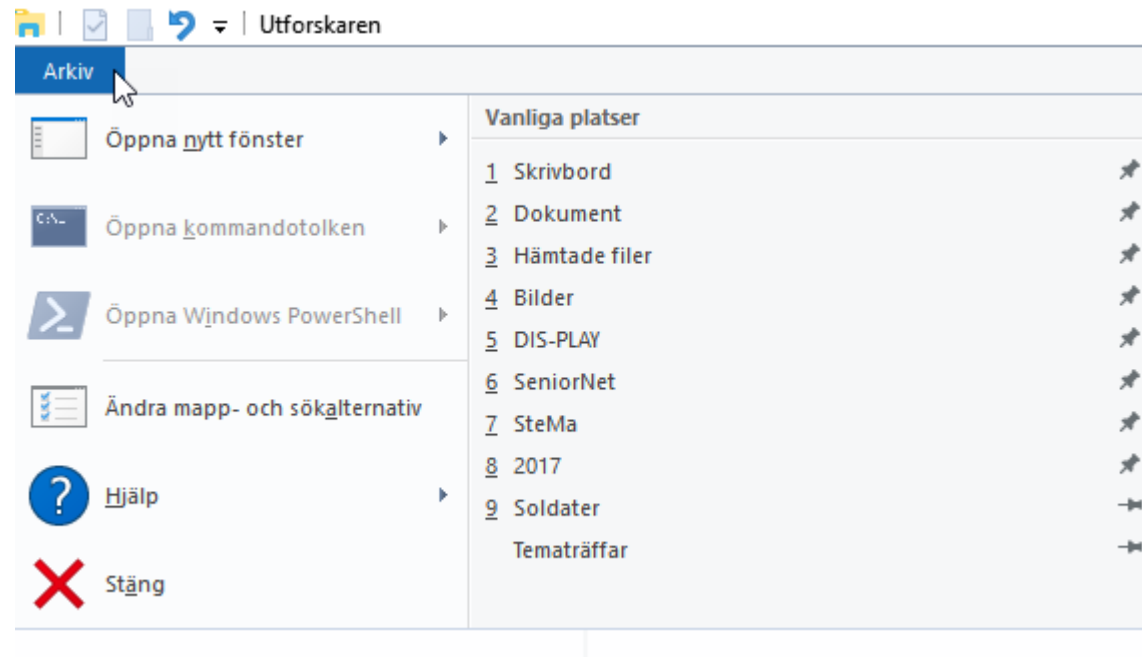 Utforskaren
Arkiv
Öppna nytt fönster
Öppna kommandotolken
Öppna Windows PowerShell
Ändra mapp- och sökalternativ
Hjälp
Stäng
Vanliga platser
1 Skrivbord
2 Dokument
3 Hämtade filer
4 Bilder
5 DIS-PLAY
6 SeniorNet
7 SteMa
8 2017
9 Soldater
Tematräffar